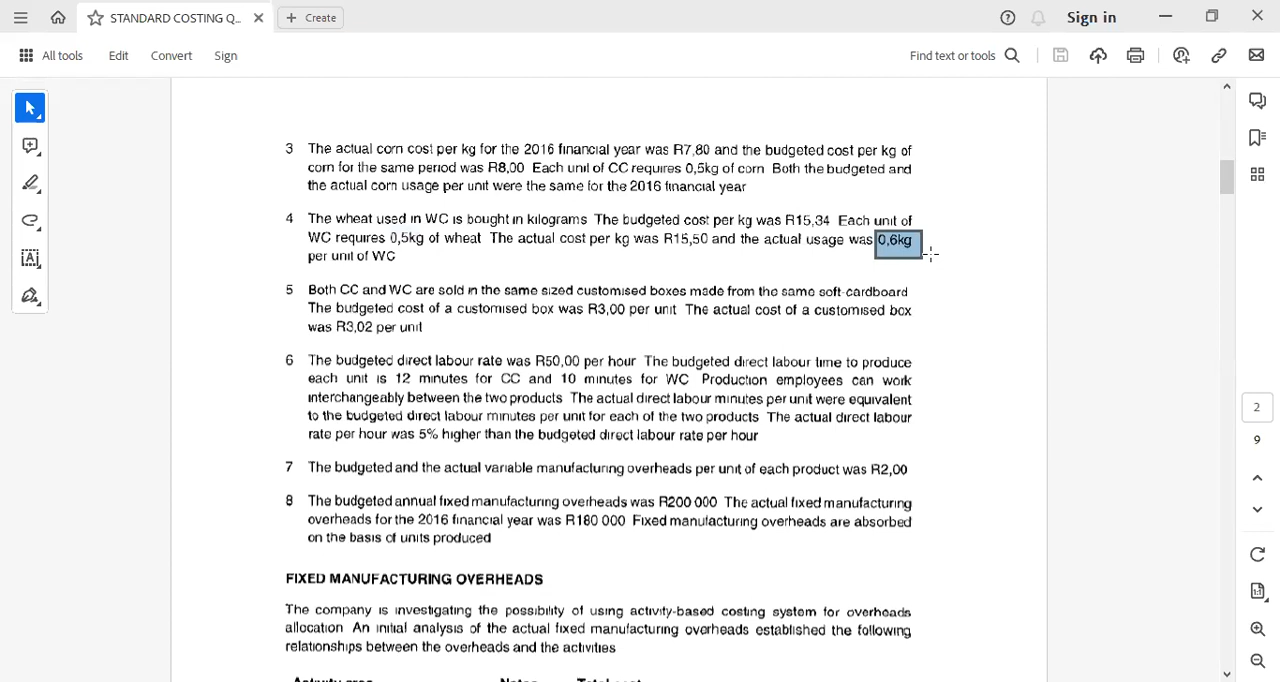 STANDARD COSTING Q...
Create
Sign in
All tools
Edit
Convert
Sign
Find text or tools
3 The actual corn cost per kg for the 2016 financial year was R7,80 and the budgeted cost per kg of
corn for the same period was R8,00 Each unit of CC requires 0,5kg of corn Both the budgeted and
the actual corn usage per unit were the same for the 2016 financial year
4 The wheat used in WC is bought in kilograms The budgeted cost per kg was R15,34 Each unit of
WC requires 0,5kg of wheat The actual cost per kg was R15,50 and the actual usage was 0,6kg
per unit of WC
5 Both CC and WC are sold in the same sized customised boxes made from the same soft-cardboard
The budgeted cost of a customised box was R3,00 per unit The actual cost of a customised box
was R3,02 per unit
6 The budgeted direct labour rate was R50,00 per hour The budgeted direct labour time to produce
each unit is 12 minutes for CC and 10 minutes for WC Production employees can work
interchangeably between the two products The actual direct labour minutes per unit were equivalent
to the budgeted direct labour minutes per unit for each of the two products The actual direct labour
rate per hour was 5% higher than the budgeted direct labour rate per hour
7 The budgeted and the actual variable manufacturing overheads per unit of each product was R2,00
8 The budgeted annual fixed manufacturing overheads was R200 000 The actual fixed manufacturing
overheads for the 2016 financial year was R180 000 Fixed manufacturing overheads are absorbed
on the basis of units produced
FIXED MANUFACTURING OVERHEADS
The company is investigating the possibility of using activity-based costing system for overheads
allocation An initial analysis of the actual fixed manufacturing overheads established the following
relationships between the overheads and the activities
2
9